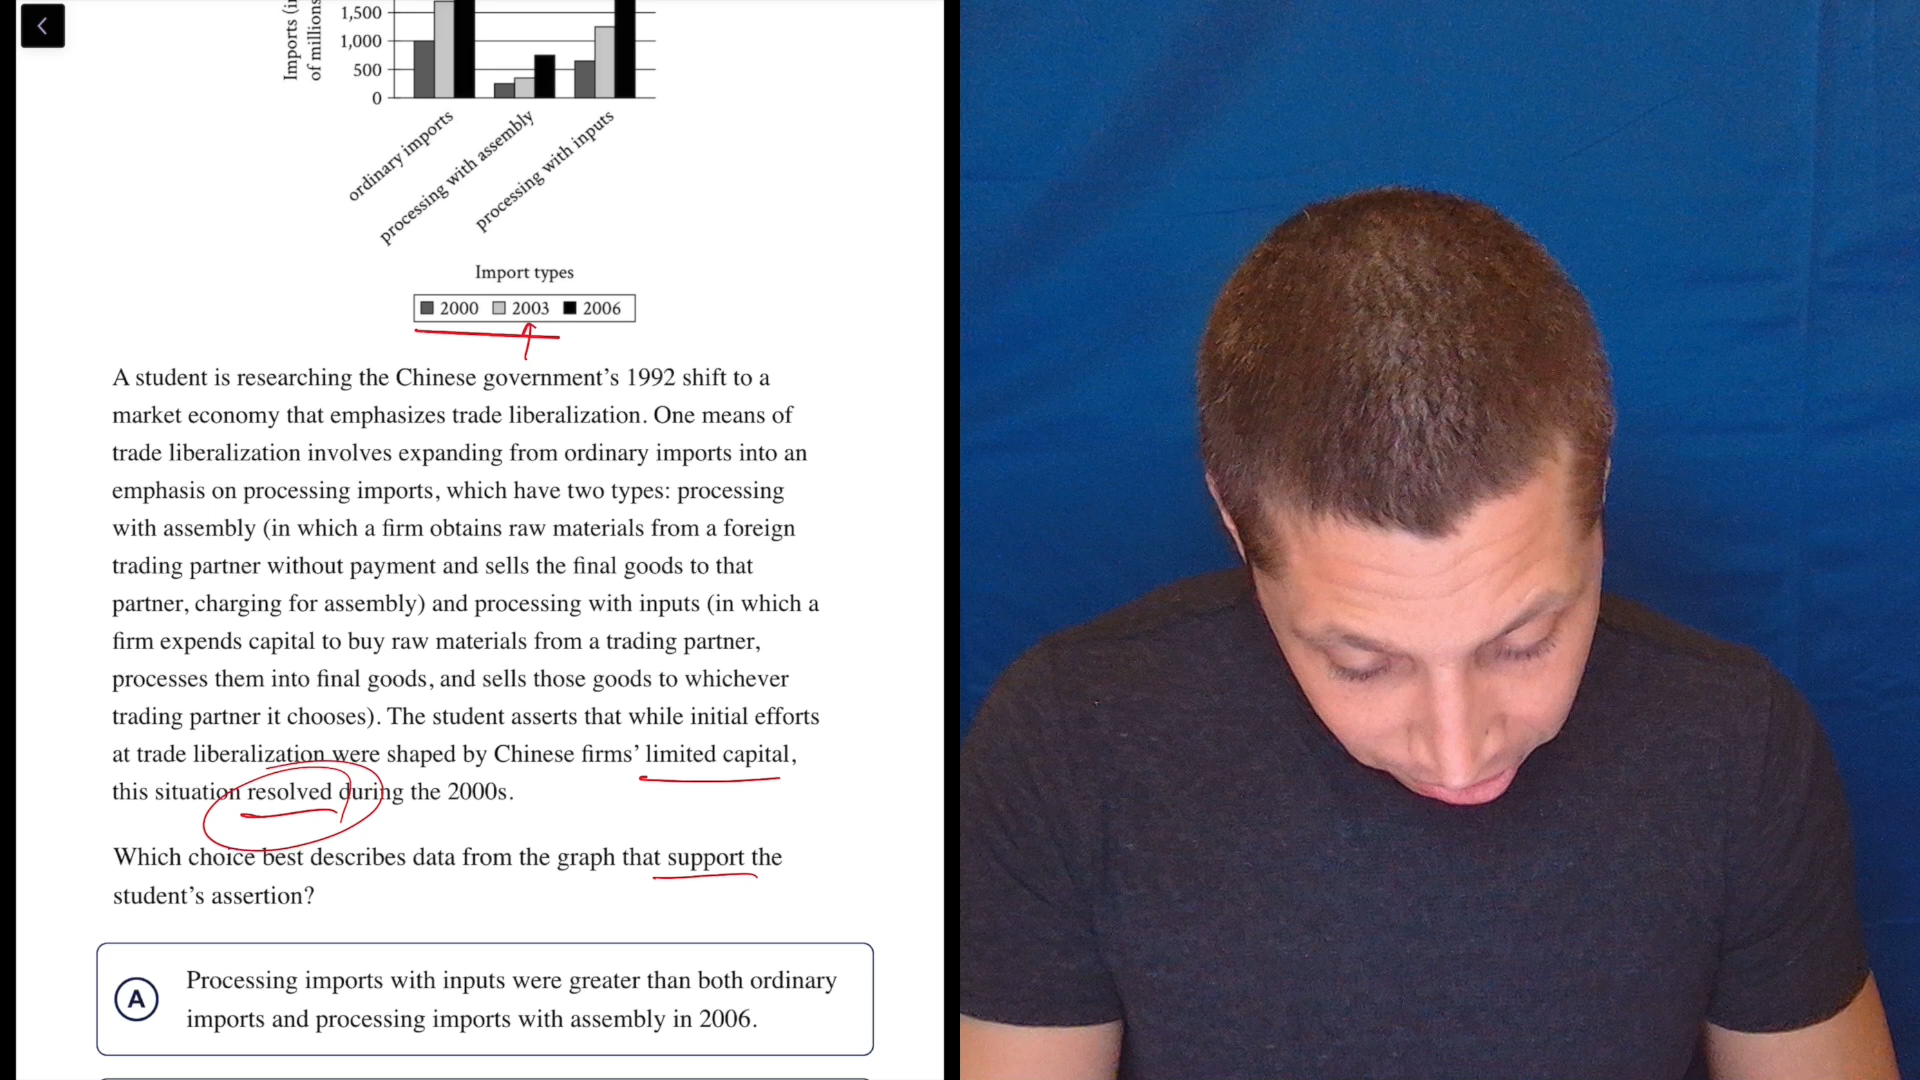 Imports (in
of millions
1,500
1,000
500
0
ordinary imports
processing with assembly
processing with inputs
Import types
2000 2003 2006
A student is researching the Chinese government’s 1992 shift to a
market economy that emphasizes trade liberalization. One means of
trade liberalization involves expanding from ordinary imports into an
emphasis on processing imports, which have two types: processing
with assembly (in which a firm obtains raw materials from a foreign
trading partner without payment and sells the final goods to that
partner, charging for assembly) and processing with inputs (in which a
firm expends capital to buy raw materials from a trading partner,
processes them into final goods, and sells those goods to whichever
trading partner it chooses). The student asserts that while initial efforts
at trade liberalization were shaped by Chinese firms’ limited capital,
this situation resolved during the 2000s.
Which choice best describes data from the graph that support the
student’s assertion?
A
Processing imports with inputs were greater than both ordinary
imports and processing imports with assembly in 2006.